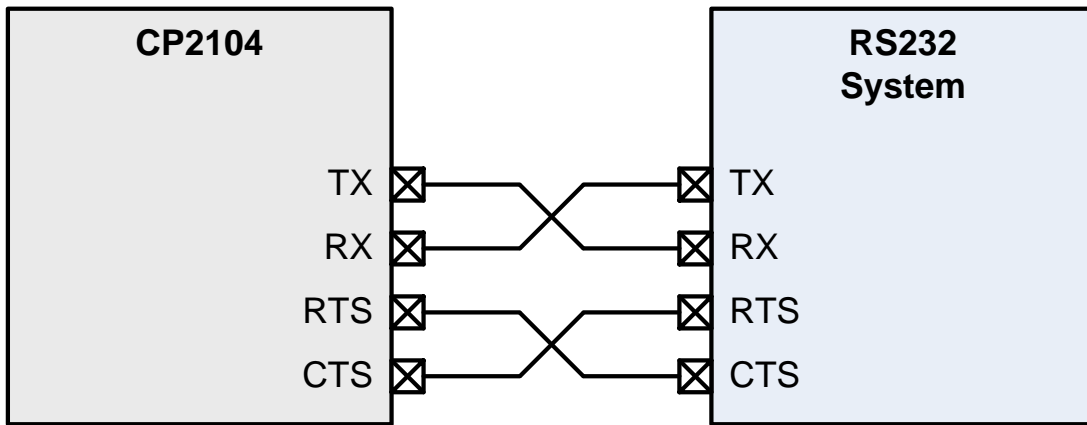 CP2104
RS232
System
TX
RX
RTS
CTS
TX
RX
RTS
CTS